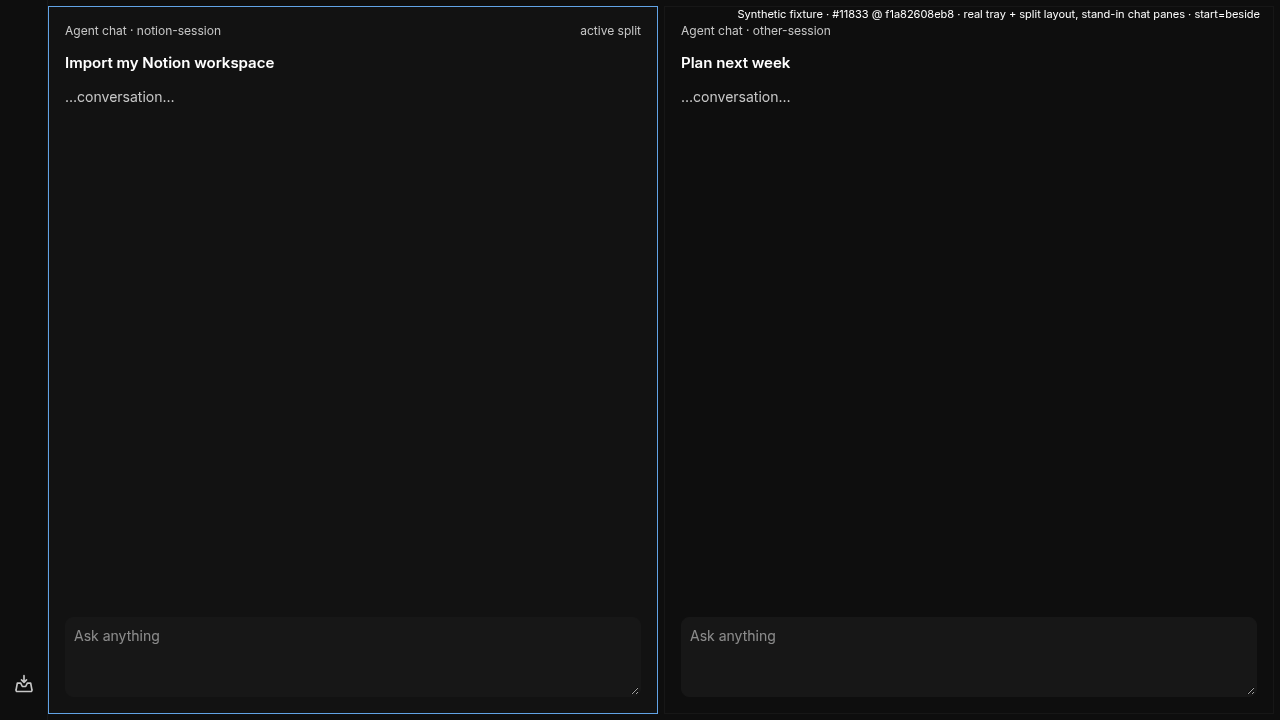 Synthetic fixture · #11833 @ f1a82608eb8 · real tray + split layout, stand-in chat panes · start=beside
Agent chat · notion-session
active split
Import my Notion workspace
...conversation...
Ask anything
Agent chat · other-session
Plan next week
...conversation...
Ask anything